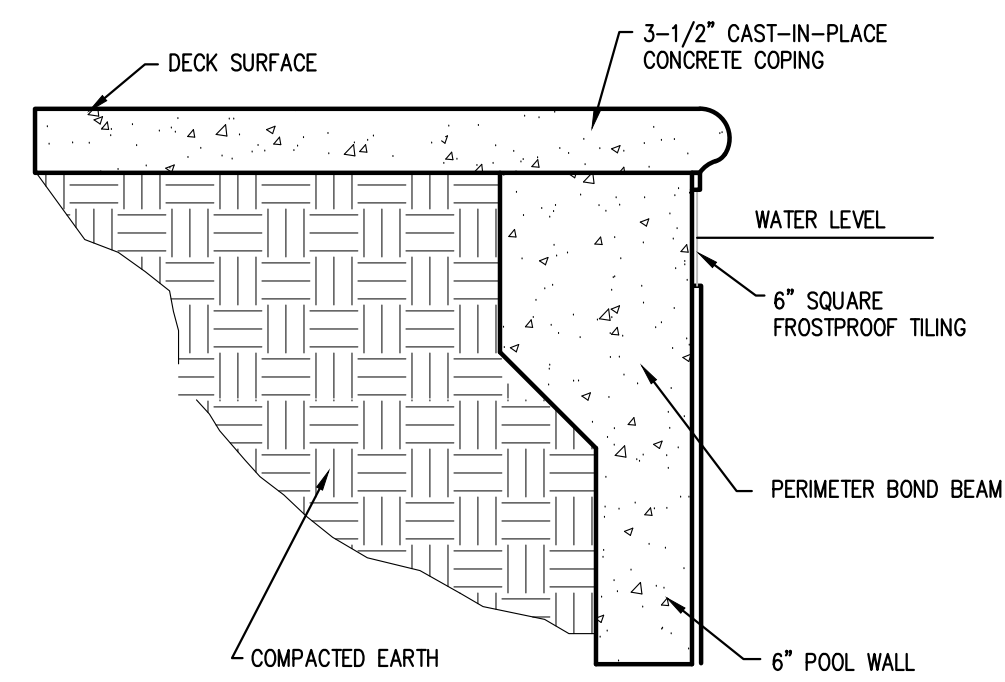 3-1/2" CAST-IN-PLACE
CONCRETE COPING
DECK SURFACE
WATER LEVEL
6" SQUARE
FROSTPROOF TILING
PERIMETER BOND BEAM
COMPACTED EARTH
6" POOL WALL